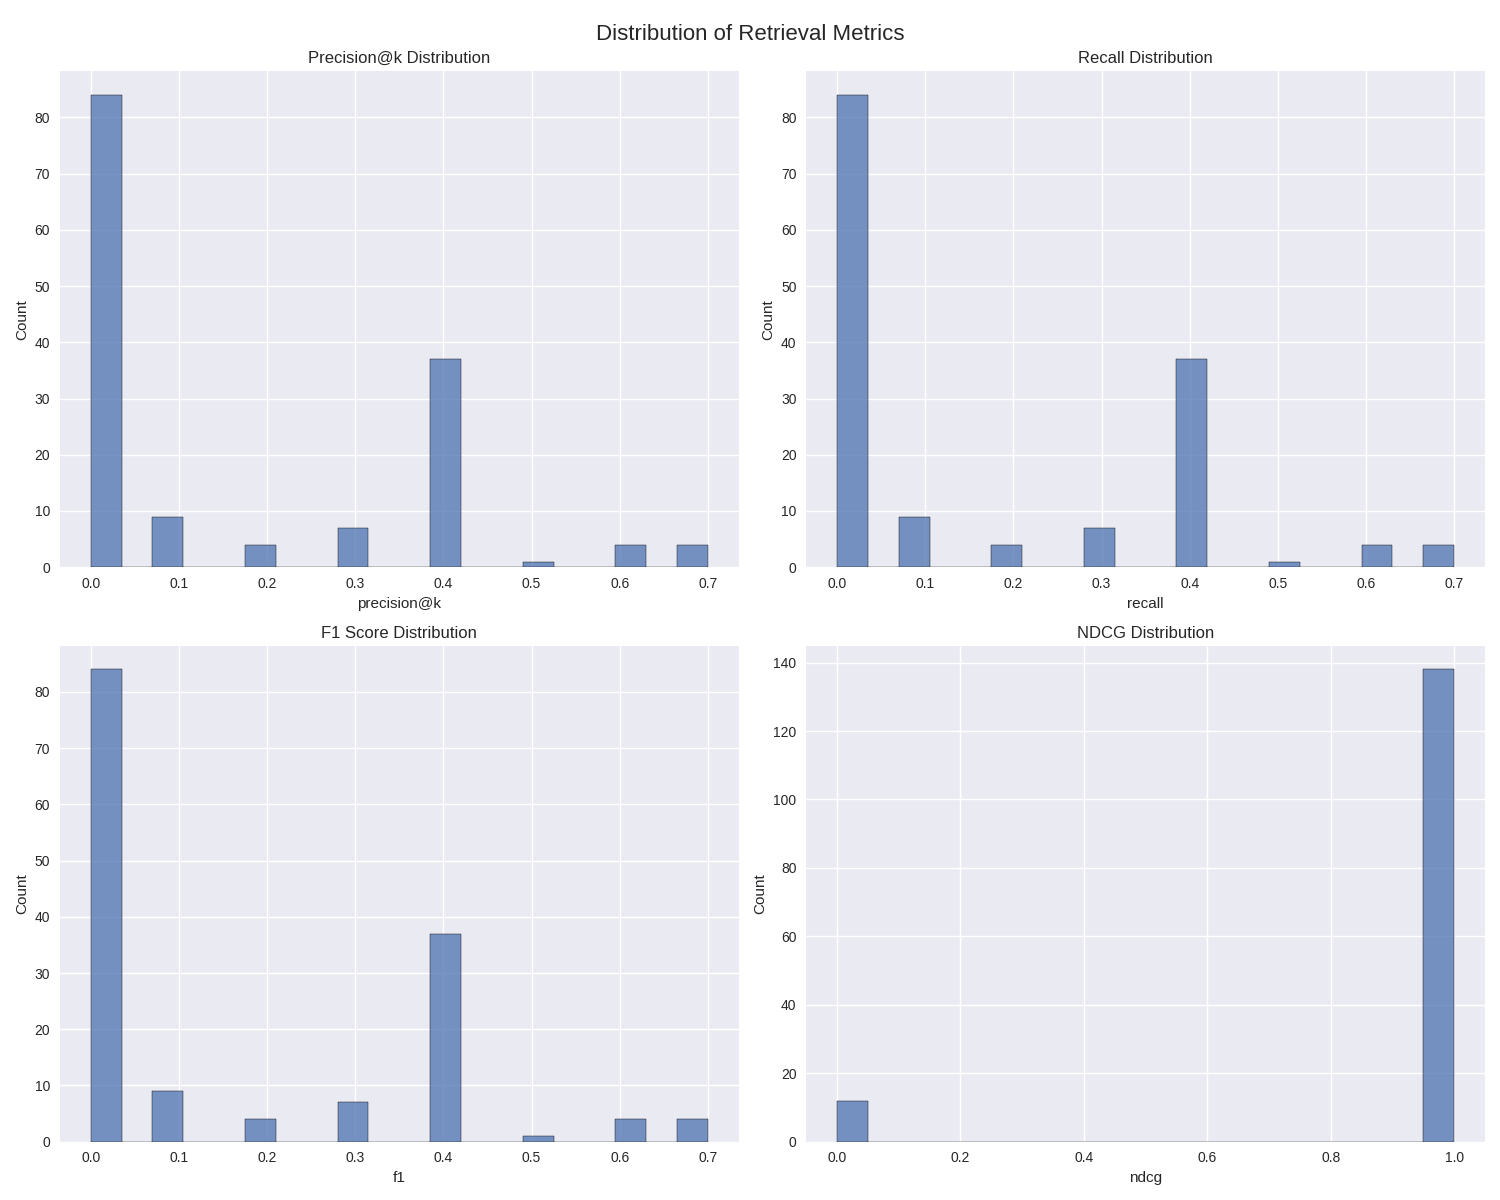 Distribution of Retrieval Metrics
Precision@k Distribution
Count
80
70
60
50
40
30
20
10
0
0.0 0.1 0.2 0.3 0.4 0.5 0.6 0.7
precision@k
Recall Distribution
Count
80
70
60
50
40
30
20
10
0
0.0 0.1 0.2 0.3 0.4 0.5 0.6 0.7
recall
F1 Score Distribution
Count
80
70
60
50
40
30
20
10
0
0.0 0.1 0.2 0.3 0.4 0.5 0.6 0.7
f1
NDCG Distribution
Count
140
120
100
80
60
40
20
0
0.0 0.2 0.4 0.6 0.8 1.0
ndcg